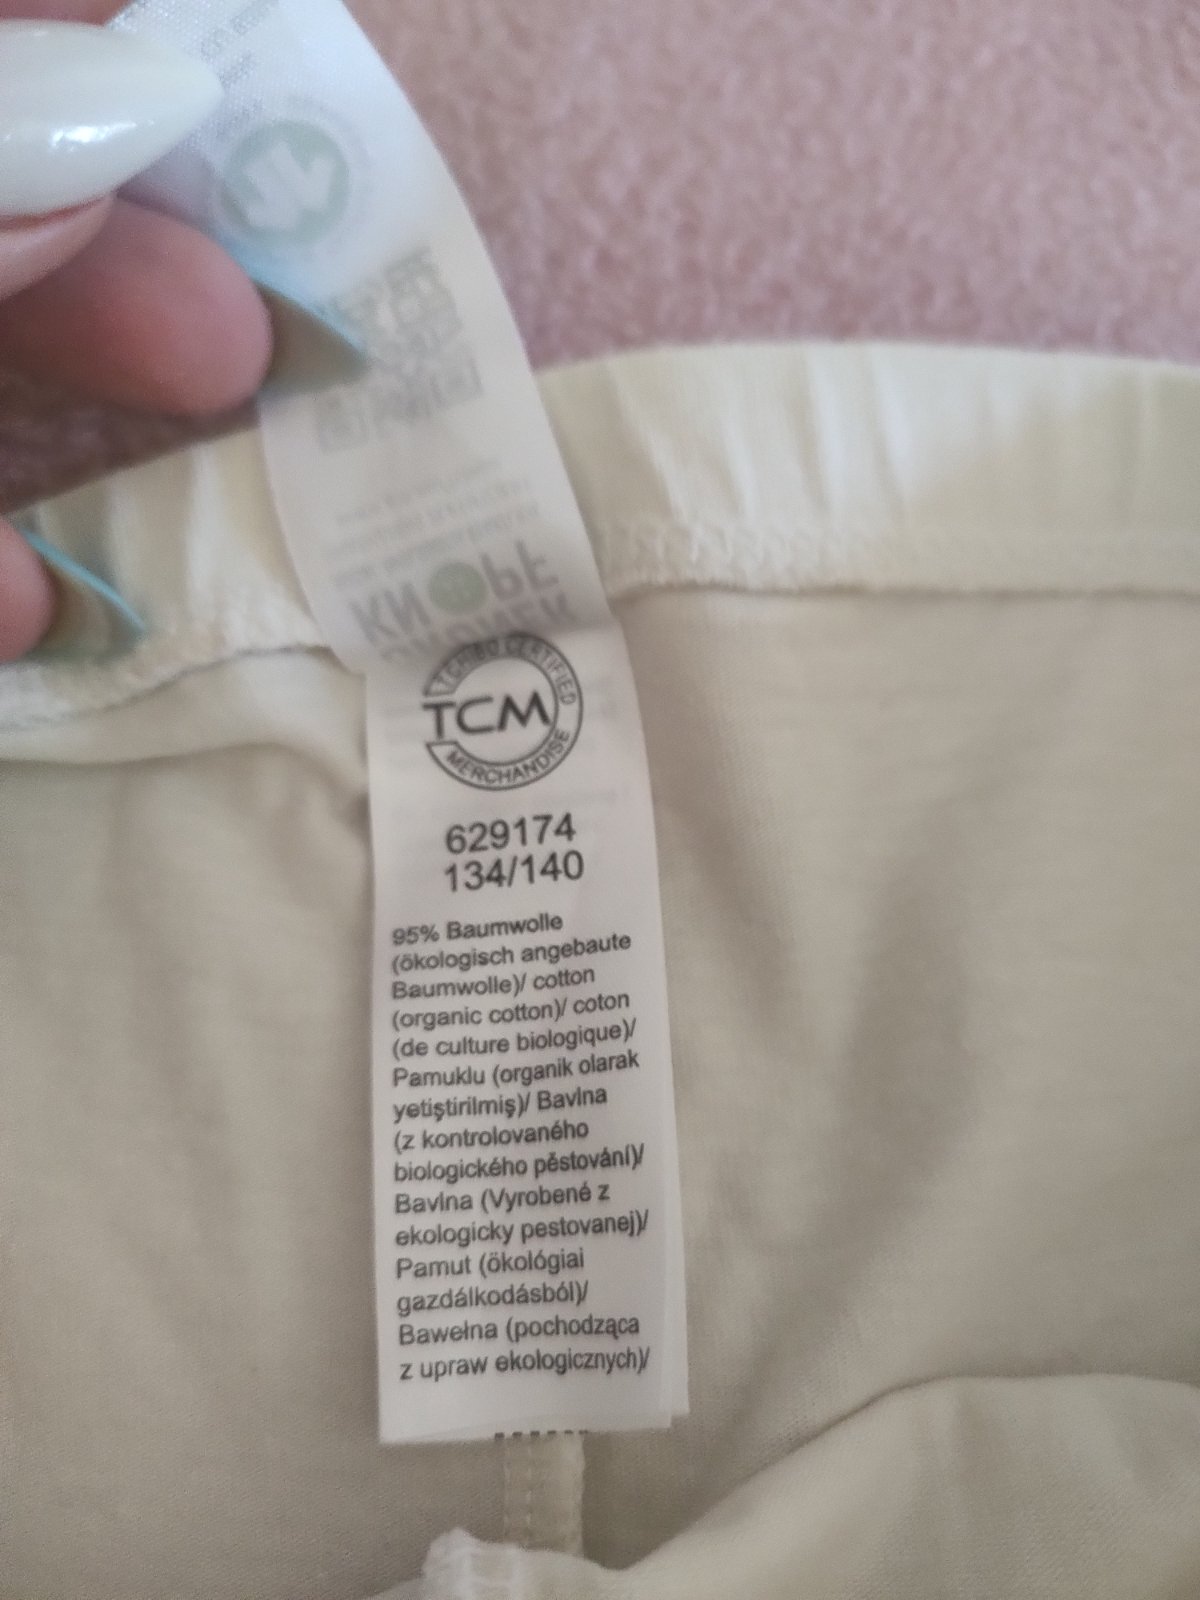 TCHIBO CERTIFIED
TCM
MERCHANDISE
629174
134/140
95% Baumwolle
(ökologisch angebaute
Baumwolle)/ cotton
(organic cotton)/ coton
(de culture biologique)/
Pamuklu (organik olarak
yetiştirilmiş)/ Bavlna
(z kontrolovaného
biologického pěstování)/
Bavlna (Vyrobené z
ekologicky pestovanej)/
Pamut (ökológiai
gazdálkodásból)/
Bawełna (pochodząca
z upraw ekologicznych)/